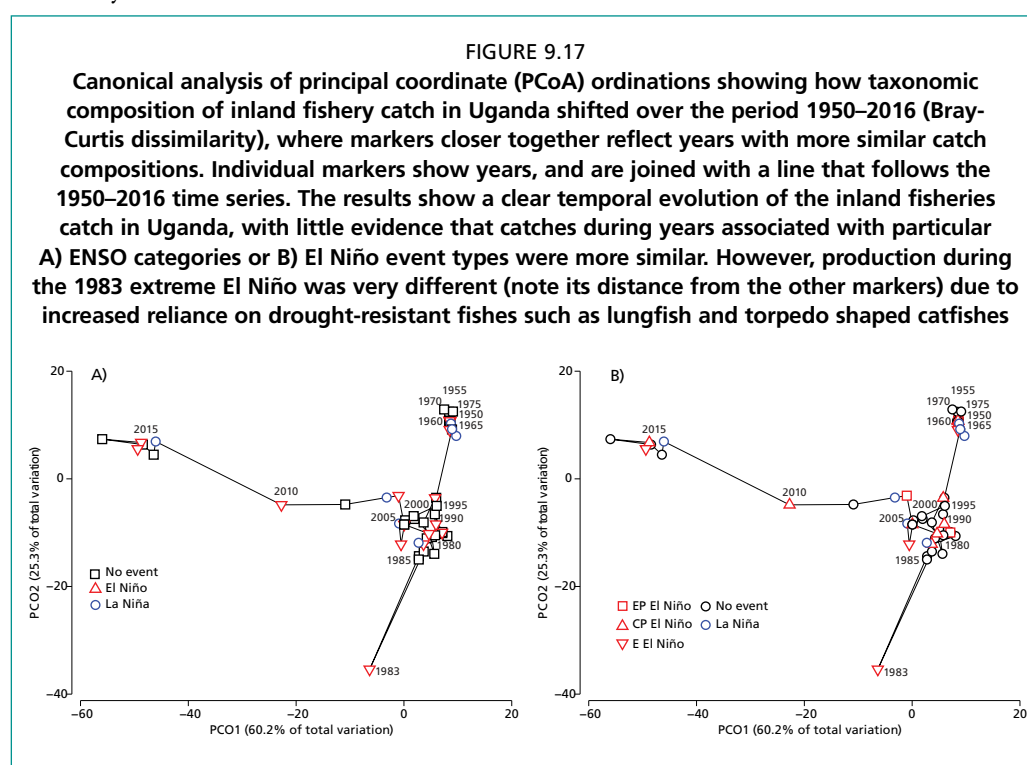 FIGURE 9.17
Canonical analysis of principal coordinate (PCoA) ordinations showing how taxonomic
composition of inland fishery catch in Uganda shifted over the period 1950–2016 (Bray-
Curtis dissimilarity), where markers closer together reflect years with more similar catch
compositions. Individual markers show years, and are joined with a line that follows the
1950–2016 time series. The results show a clear temporal evolution of the inland fisheries
catch in Uganda, with little evidence that catches during years associated with particular
A) ENSO categories or B) El Niño event types were more similar. However, production during
the 1983 extreme El Niño was very different (note its distance from the other markers) due to
increased reliance on drought-resistant fishes such as lungfish and torpedo shaped catfishes
A)
20
0
−20
−40
PCO2 (25.3% of total variation)
1955
1970
1975
1950
1960
1965
2015
2010
2000
1995
2005
1990
1980
1985
1983
No event
El Niño
La Niña
−60
−40
−20
0
20
PCO1 (60.2% of total variation)
B)
20
0
−20
−40
PCO2 (25.3% of total variation)
1955
1970
1975
1950
1960
1965
2015
2010
2000
1995
2005
1990
1980
1985
1983
EP El Niño
No event
CP El Niño
La Niña
E El Niño
−60
−40
−20
0
20
PCO1 (60.2% of total variation)